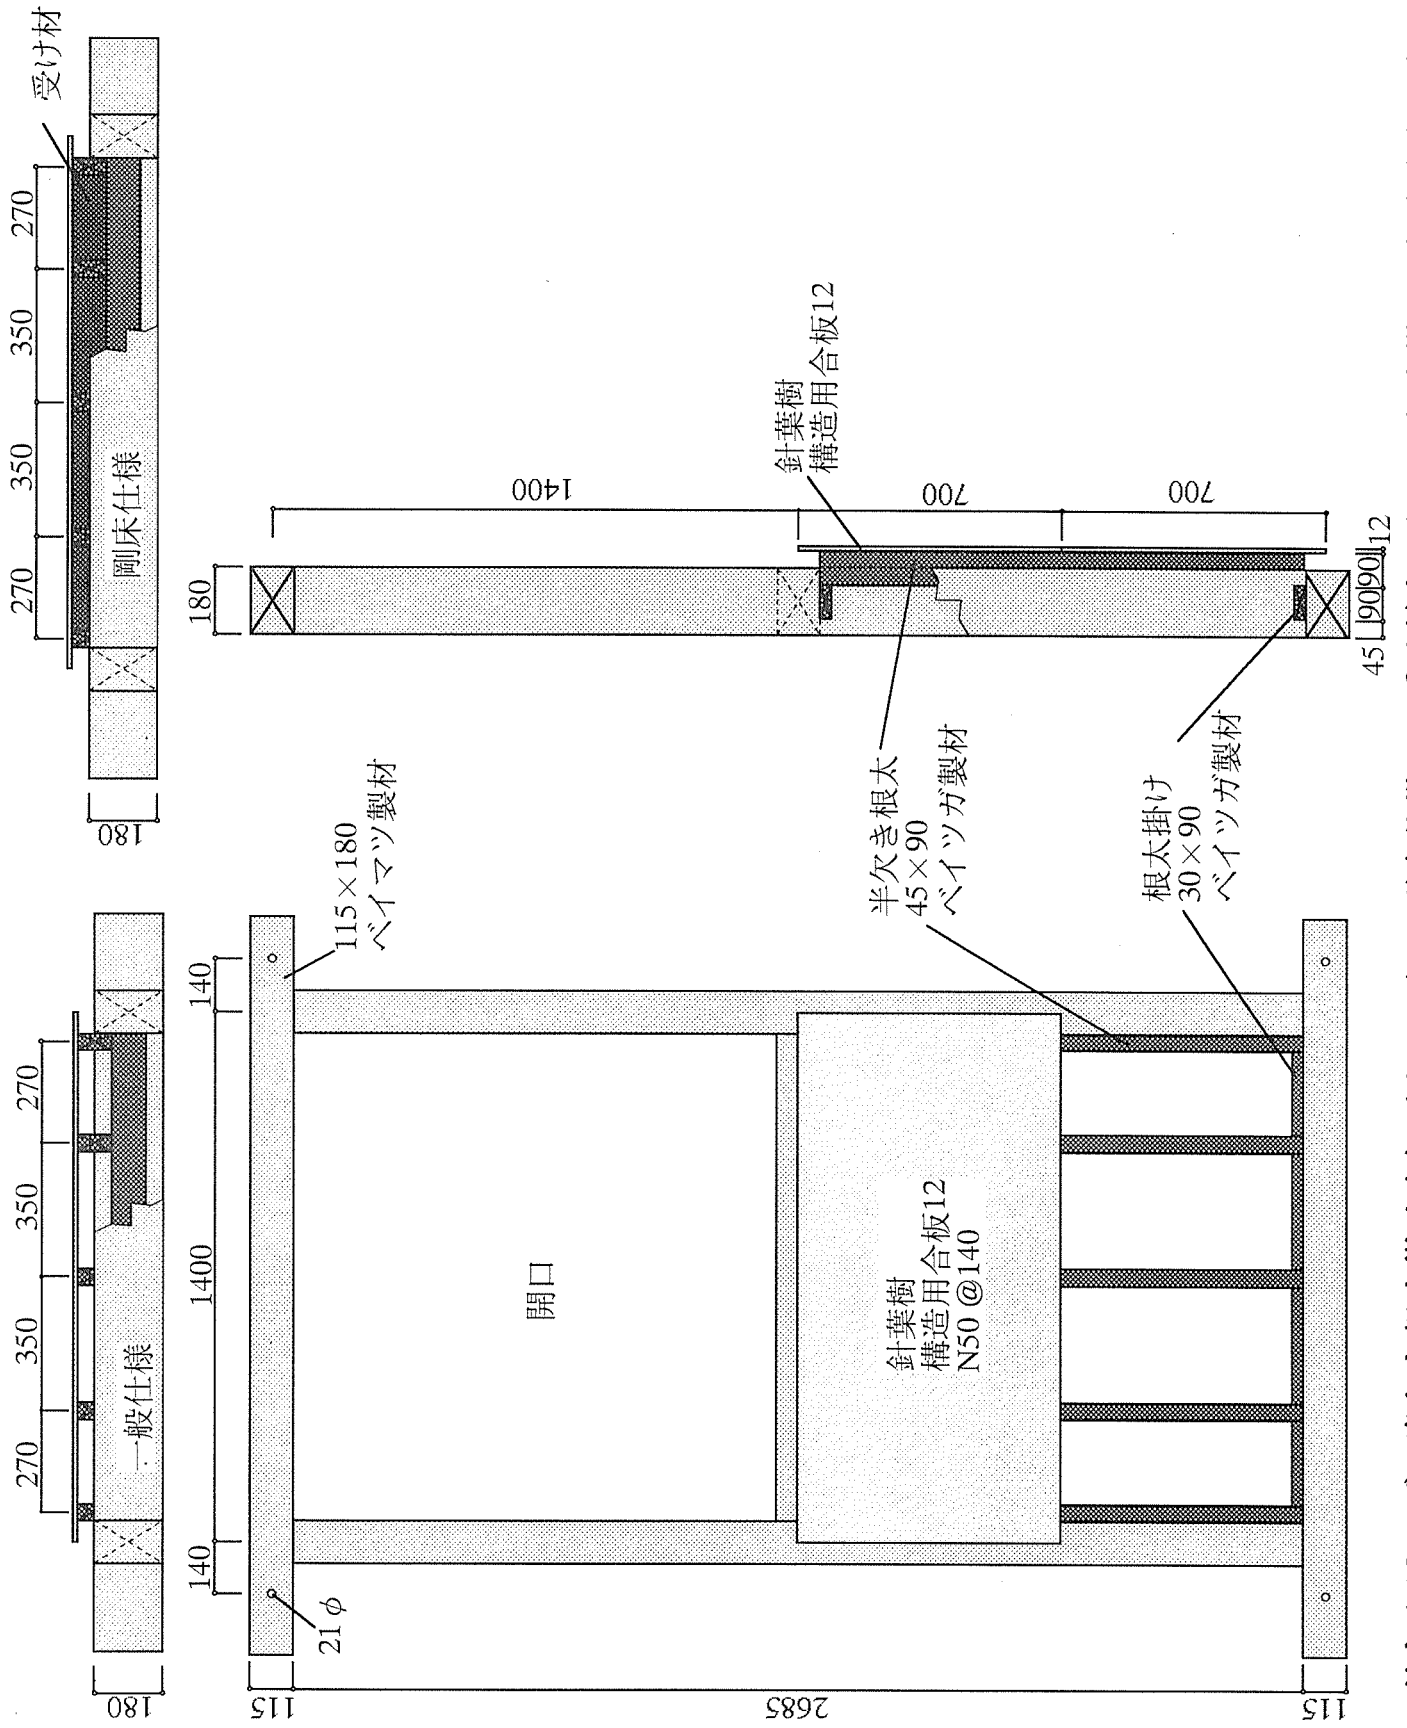 受け材
270
350
350
270
剛床仕様
180
270
350
350
270
一般仕様
180
115×180
ベイマツ製材
140
1400
140
21φ
開口
針葉樹
構造用合板12
N50 @140
115
2685
115
180
1400
700
700
針葉樹
構造用合板12
半欠き根太
45×90
ベイツガ製材
根太掛け
30×90
ベイツガ製材
45
90
90
12